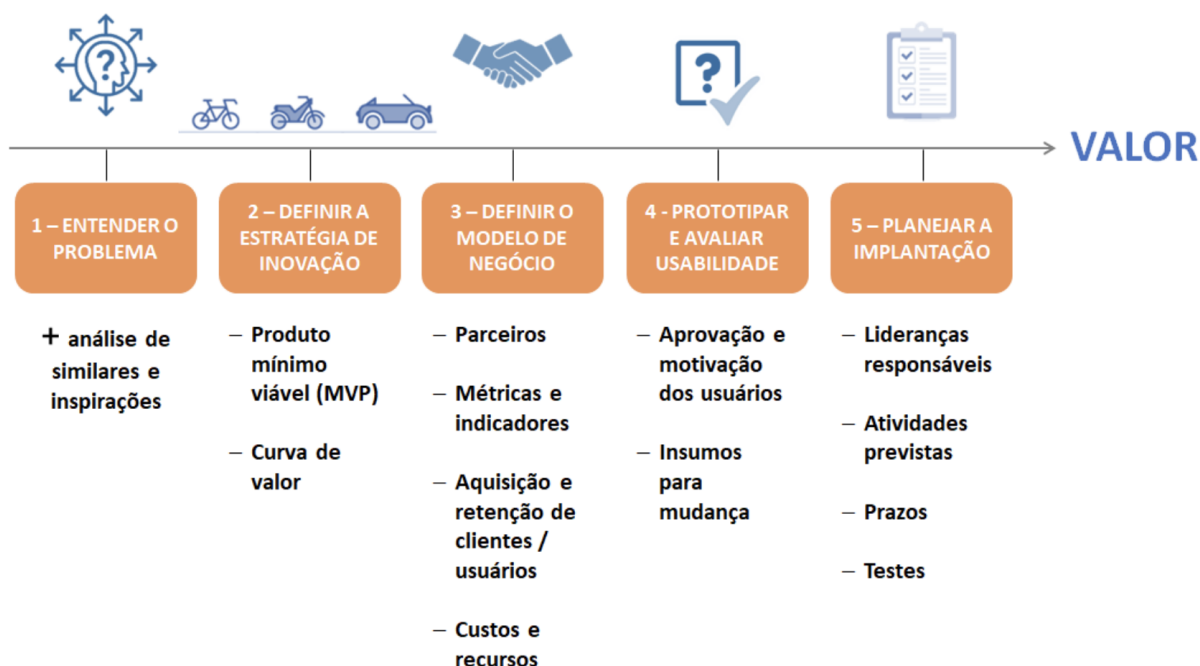 ?
?
VALOR
1 – ENTENDER O
PROBLEMA
2 – DEFINIR A
ESTRATÉGIA DE
INOVAÇÃO
3 – DEFINIR O
MODELO DE
NEGÓCIO
4 - PROTOTIPAR
E AVALIAR
USABILIDADE
5 – PLANEJAR A
IMPLANTAÇÃO
+ análise de
similares e
inspirações
– Produto
mínimo
viável (MVP)
– Curva de
valor
– Parceiros
– Métricas e
indicadores
– Aquisição e
retenção de
clientes /
usuários
– Custos e
recursos
– Aprovação e
motivação
dos usuários
– Insumos
para
mudança
– Lideranças
responsáveis
– Atividades
previstas
– Prazos
– Testes